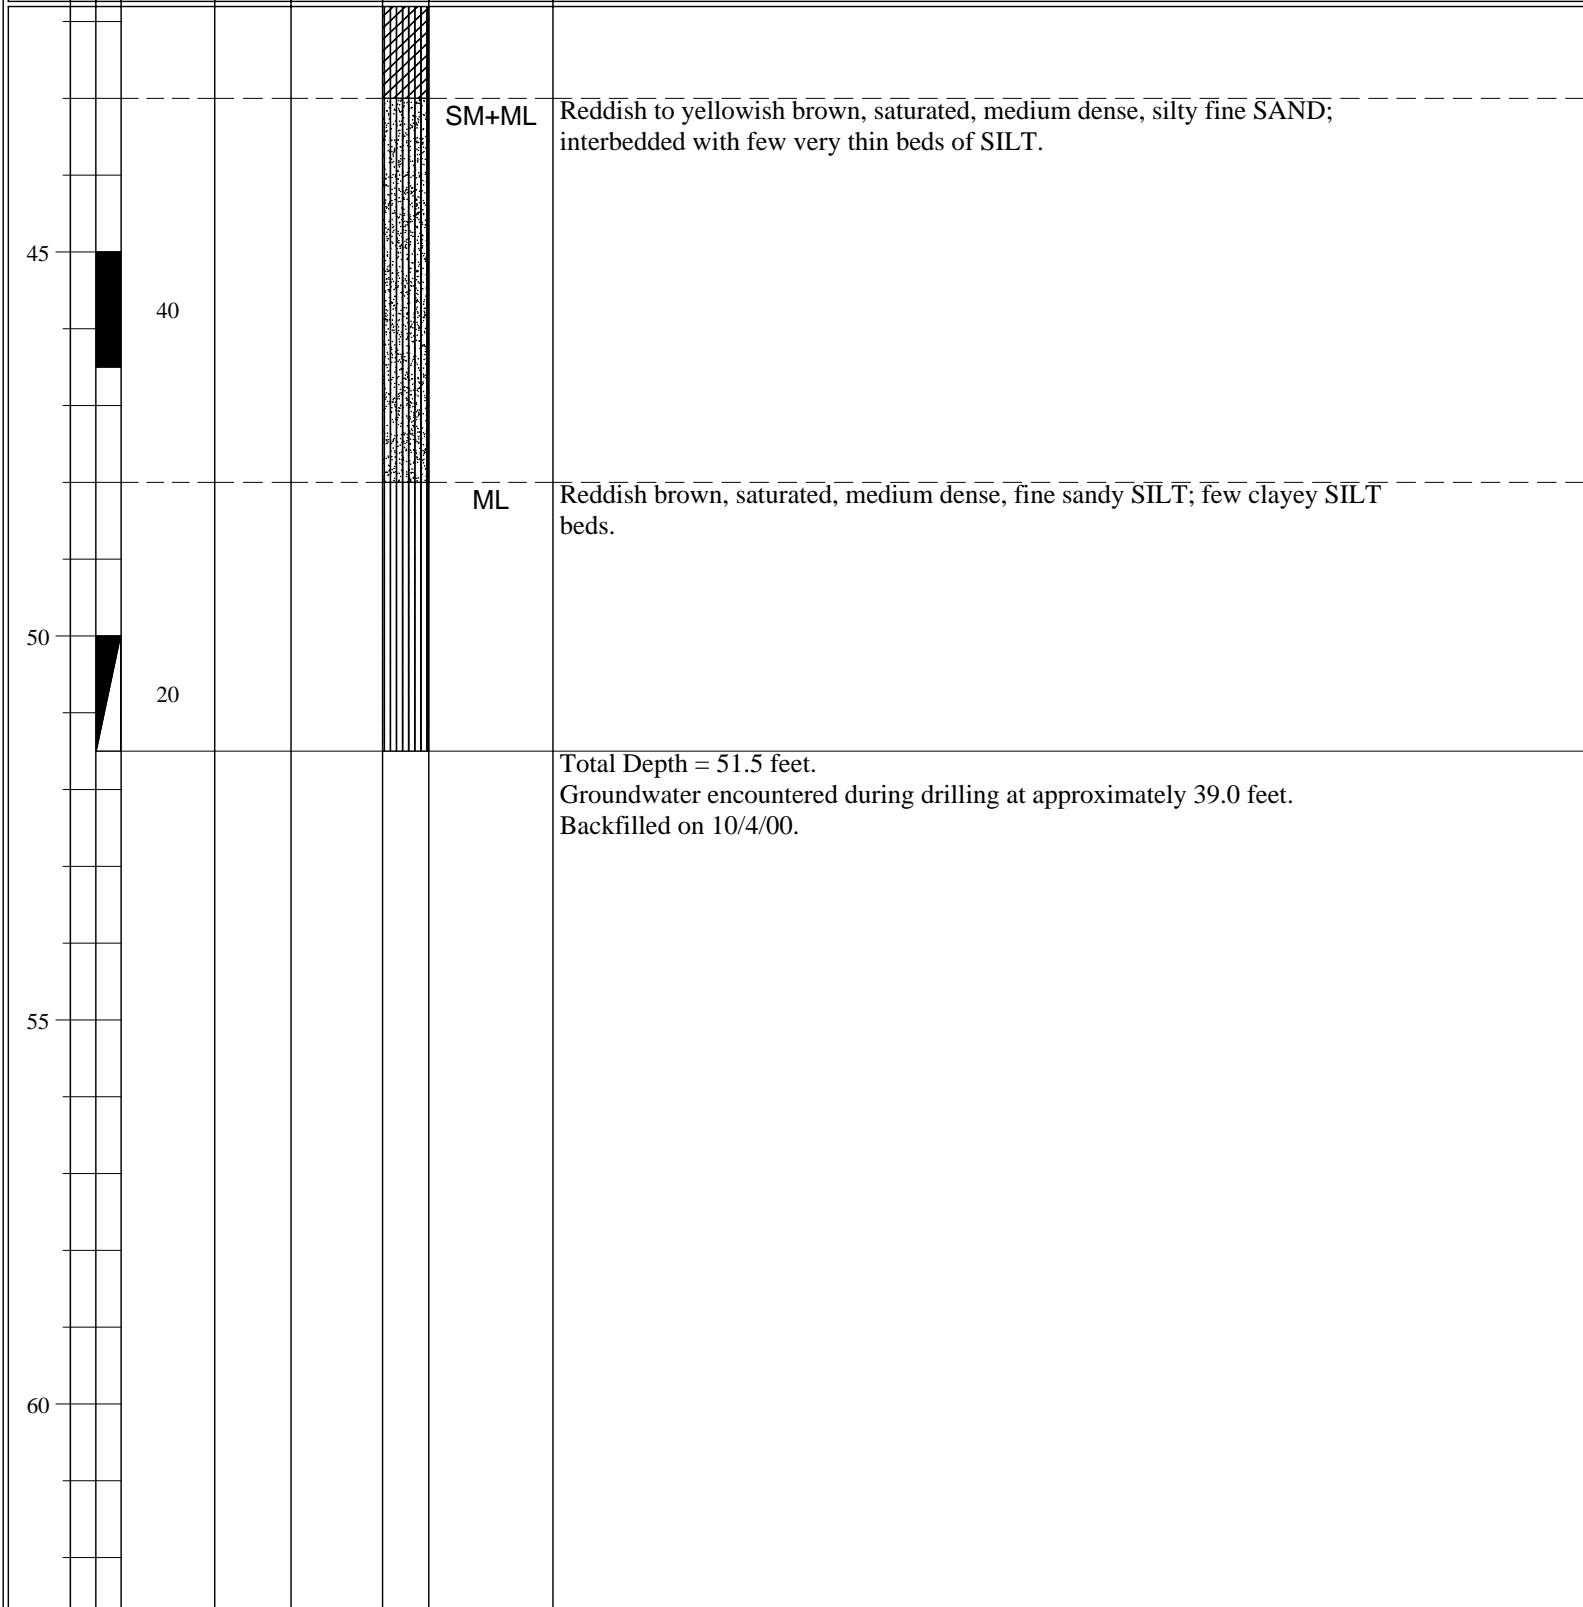 SM+ML
Reddish to yellowish brown, saturated, medium dense, silty fine SAND;
interbedded with few very thin beds of SILT.
45
40
ML
Reddish brown, saturated, medium dense, fine sandy SILT; few clayey SILT
beds.
50
20
Total Depth = 51.5 feet.
Groundwater encountered during drilling at approximately 39.0 feet.
Backfilled on 10/4/00.
55
60